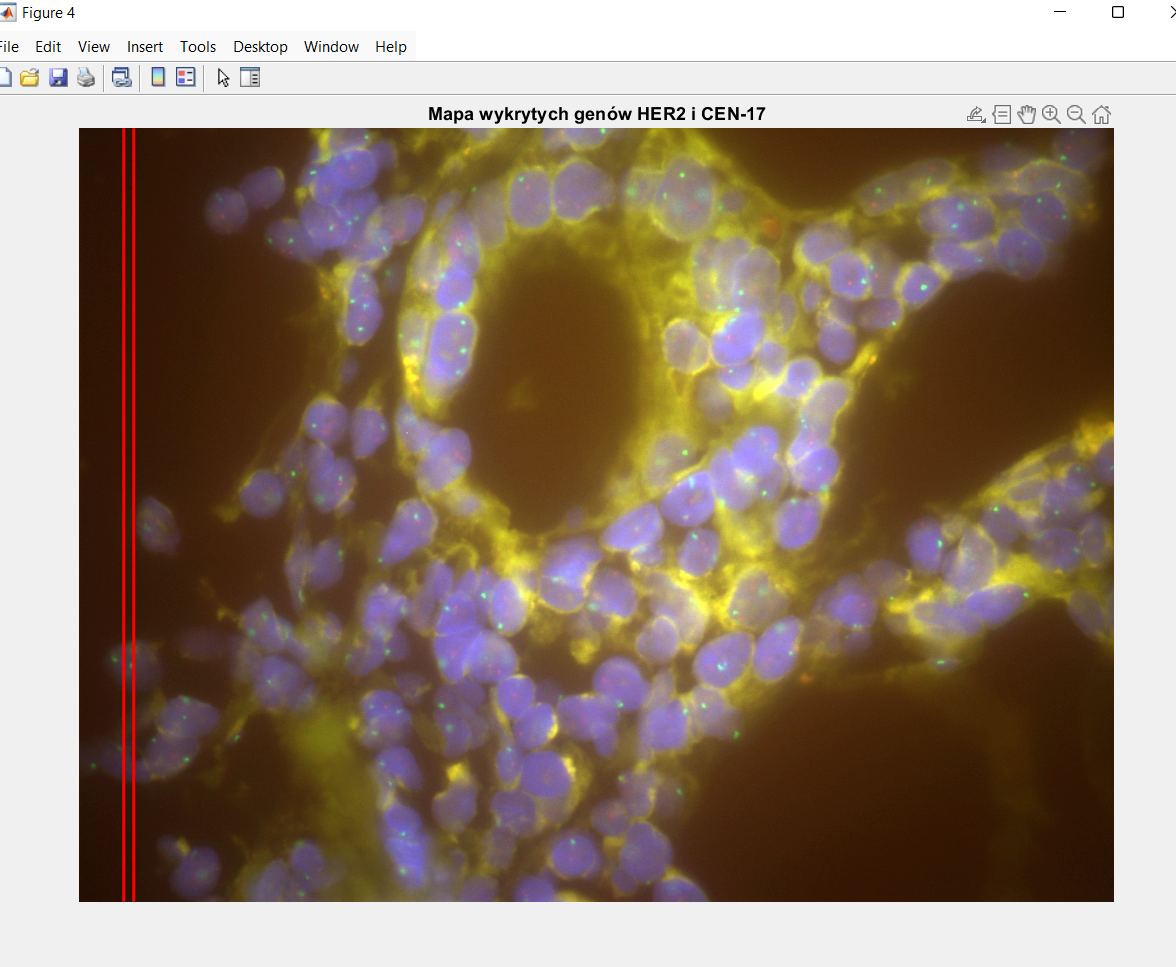 Figure 4
File Edit View Insert Tools Desktop Window Help
Mapa wykrytych genów HER2 i CEN-17